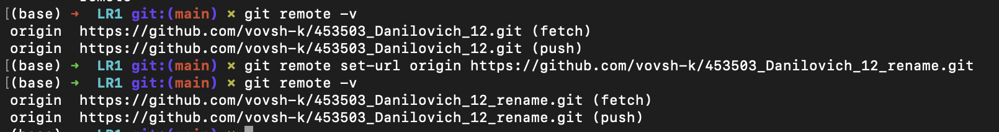 [(base) ➜  LR1 git:(main) ✗ git remote -v
origin  https://github.com/vovsh-k/453503_Danilovich_12.git (fetch)
origin  https://github.com/vovsh-k/453503_Danilovich_12.git (push)
[(base) ➜  LR1 git:(main) ✗ git remote set-url origin https://github.com/vovsh-k/453503_Danilovich_12_rename.git
[(base) ➜  LR1 git:(main) ✗ git remote -v
origin  https://github.com/vovsh-k/453503_Danilovich_12_rename.git (fetch)
origin  https://github.com/vovsh-k/453503_Danilovich_12_rename.git (push)